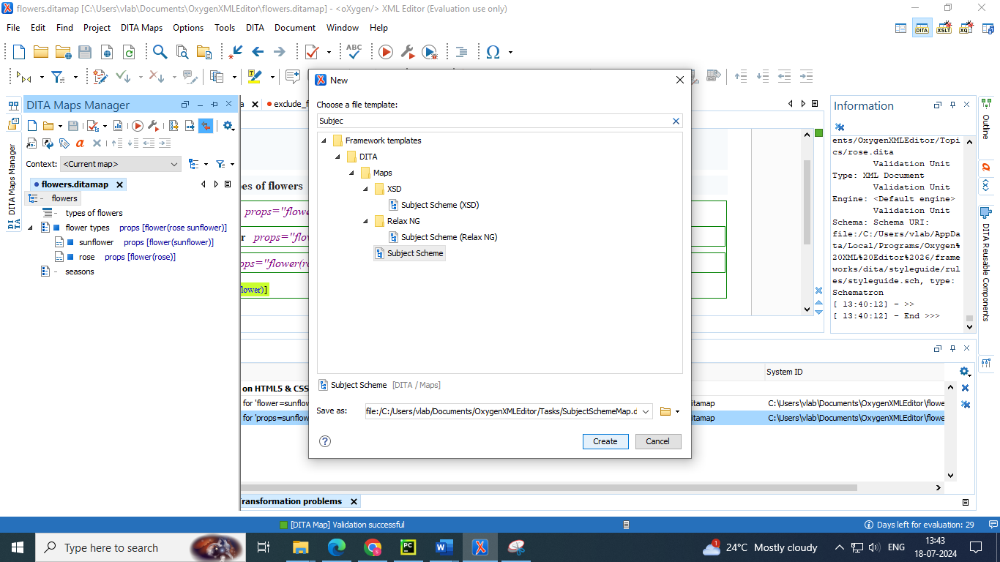 flowers.ditamap [C:\Users\vlab\Documents\OxygenXMLEditor\flowers.ditamap] - <oXygen/> XML Editor (Evaluation use only)
File Edit Find Project DITA Maps Options Tools DITA Document Window Help
DITA XSLT XQ
ABC
DITA Maps Manager
Context: <Current map>
flowers.ditamap
flowers
types of flowers
flower types props [flower(rose sunflower)]
sunflower props [flower(sunflower)]
rose props [flower(rose)]
seasons
DITA Maps Manager
exclude_f
pes of flowers
props="flowe
r props="flow
ops="flower(ro
lower)]
New
Choose a file template:
Subjec
Framework templates
DITA
Maps
XSD
Subject Scheme (XSD)
Relax NG
Subject Scheme (Relax NG)
Subject Scheme
Subject Scheme [DITA / Maps]
Save as: file:/C:/Users/vlab/Documents/OxygenXMLEditor/Tasks/SubjectSchemeMap.d
Create Cancel
Information
ents/OxygenXMLEditor/Topi
cs/rose.dita
Validation Unit
Type: XML Document
Validation Unit
Engine: <Default engine>
Validation Unit
Schema: Schema URI:
file:/C:/Users/vlab/AppDa
ta/Local/Programs/Oxygen%
20XML%20Editor%2026/frame
works/dita/styleguide/rul
es/styleguide.sch, type:
Schematron
[ 13:40:12] - >>
[ 13:40:12] - End >>>
Outline
DITA Reusable Components
System ID
on HTML5 & CSS
for 'flower=sunflow
itamap C:\Users\vlab\Documents\OxygenXMLEditor\flowe
for 'props=sunflow
itamap C:\Users\vlab\Documents\OxygenXMLEditor\flowe
ransformation problems
[DITA Map] Validation successful
Days left for evaluation: 29
Type here to search
24°C Mostly cloudy
ENG
13:43
18-07-2024